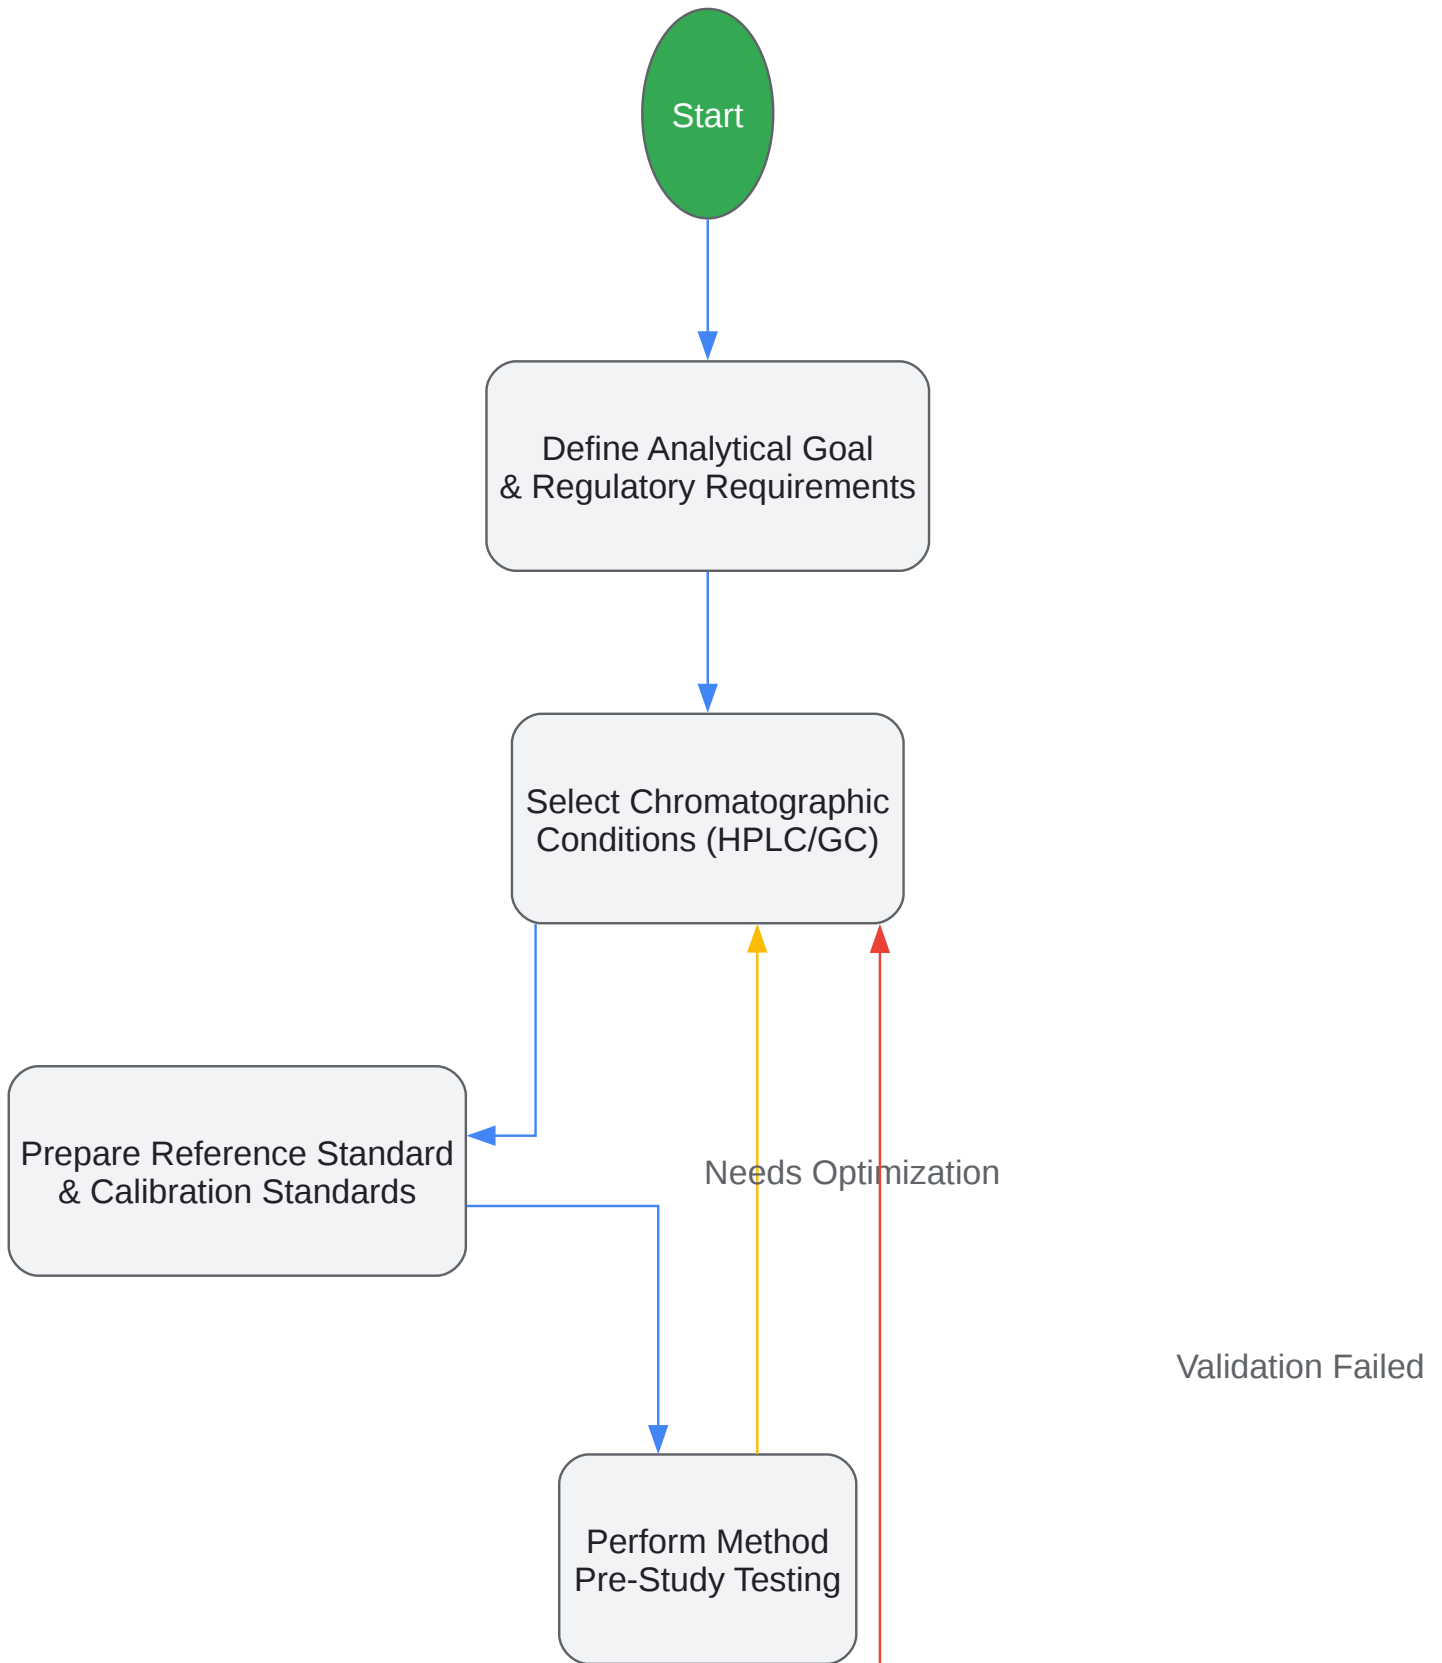 Start
Define Analytical Goal
& Regulatory Requirements
Select Chromatographic
Conditions (HPLC/GC)
Prepare Reference Standard
& Calibration Standards
Needs Optimization
Validation Failed
Perform Method
Pre-Study Testing